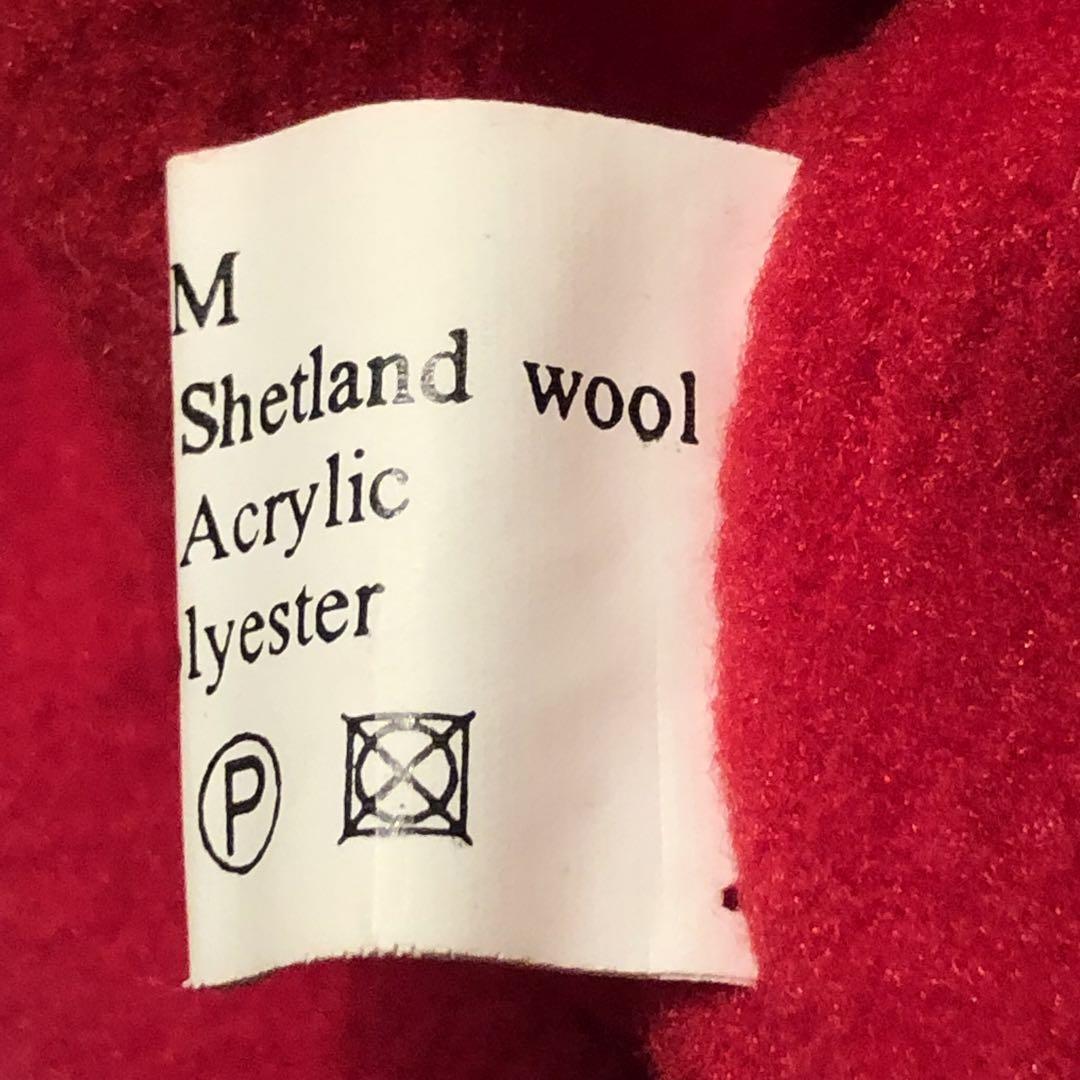 M
Shetland wool
Acrylic
lyester
P